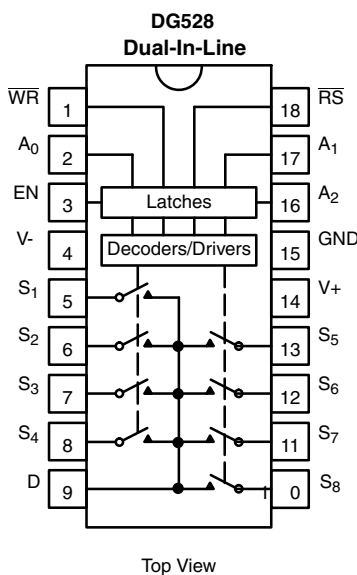 DG528
Dual-In-Line
WR 1 18 RS
A0 2 17 A1
EN 3 Latches 16 A2
V- 4 Decoders/Drivers 15 GND
S1 5 14 V+
S2 6 13 S5
S3 7 12 S6
S4 8 11 S7
D 9 1 0 S8
Top View